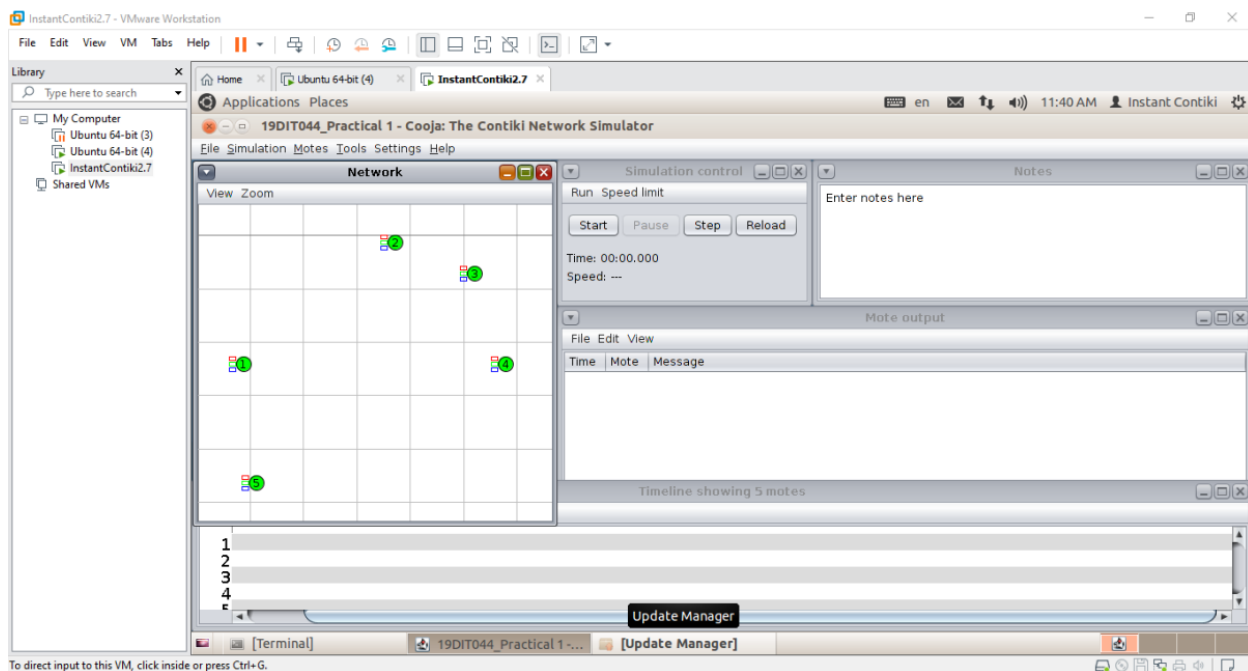 InstantContiki2.7 - VMware Workstation
File Edit View VM Tabs Help
Library
Type here to search
My Computer
Ubuntu 64-bit (3)
Ubuntu 64-bit (4)
InstantContiki2.7
Shared VMs
Home Ubuntu 64-bit (4) InstantContiki2.7
Applications Places en 11:40 AM Instant Contiki
19DIT044_Practical 1 - Cooja: The Contiki Network Simulator
File Simulation Motes Tools Settings Help
Network
View Zoom
2
3
1
4
5
Simulation control
Run Speed limit
Start Pause Step Reload
Time: 00:00.000
Speed: ---
Notes
Enter notes here
Mote output
File Edit View
Time Mote Message
Timeline showing 5 motes
1
2
3
4
5
Update Manager
[Terminal] 19DIT044_Practical 1 -... [Update Manager]
To direct input to this VM, click inside or press Ctrl+G.